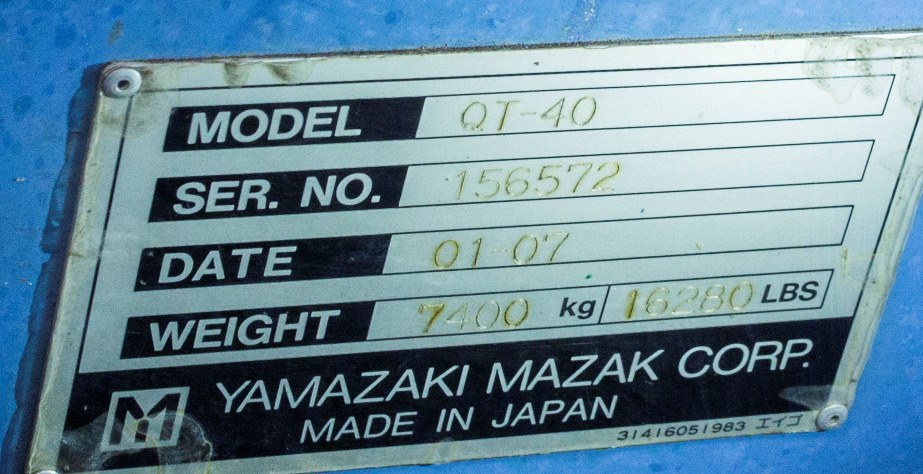 MODEL QT-40
SER. NO. 156572
DATE 01-07
WEIGHT 7400 kg 16280 LBS
M YAMAZAKI MAZAK CORP.
MADE IN JAPAN
31416051983 エイコ